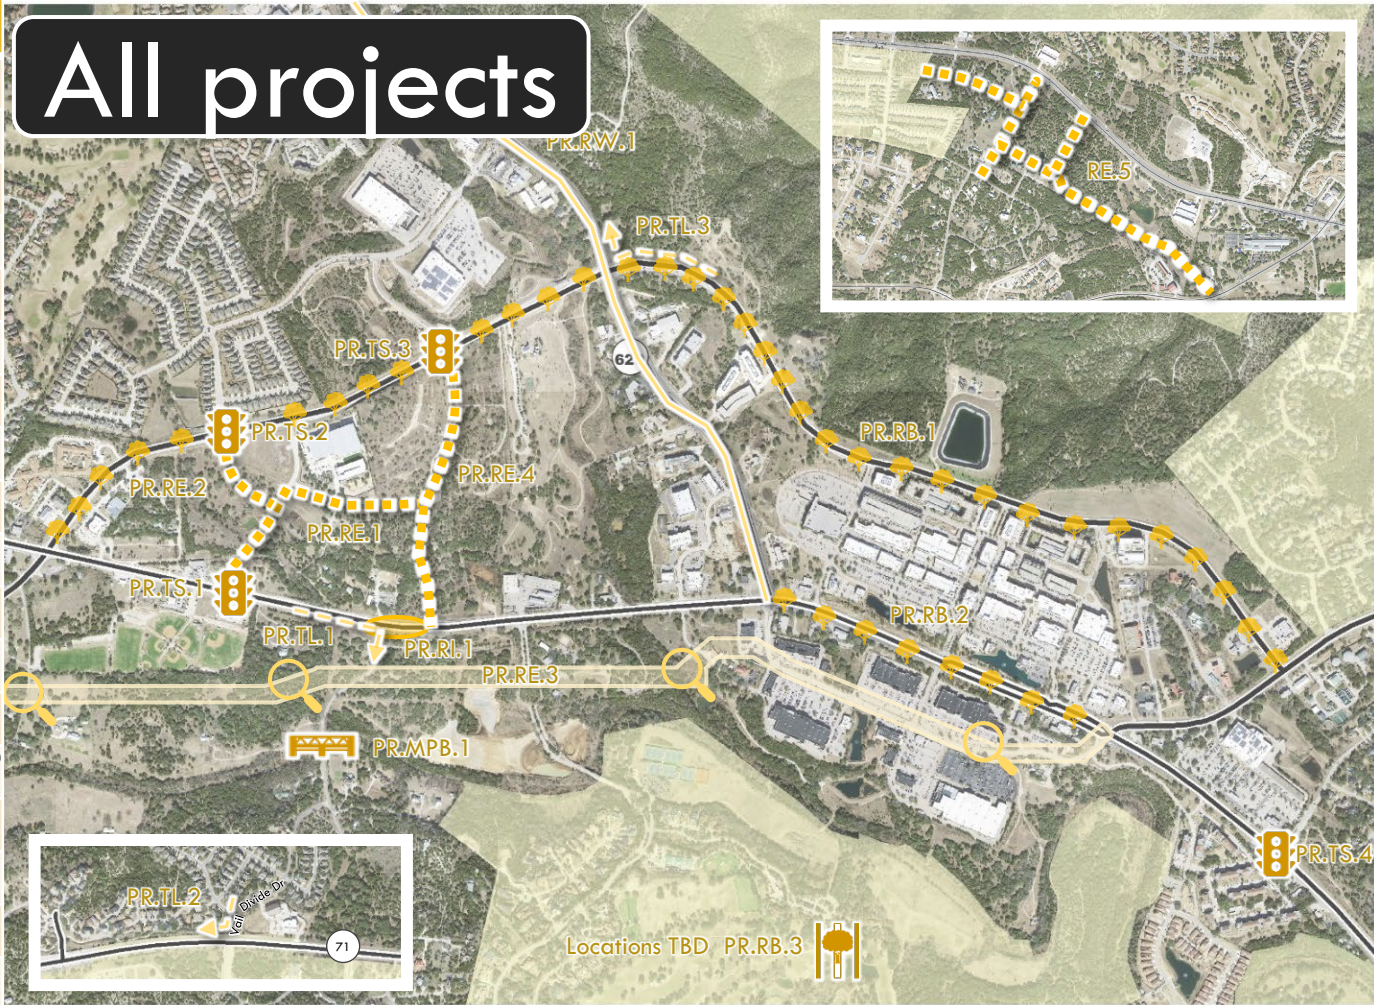 All projects
PR.RW.1
RE.5
PR.TL.3
PR.TS.3
62
PR.TS.2
PR.RB.1
PR.RE.4
PR.RE.2
PR.RE.1
PR.TS.1
PR.RB.2
PR.TL.1
PR.RI.1
PR.RE.3
PR.MPB.1
PR.TS.4
PR.TL.2
Vail Divide Dr
71
Locations TBD PR.RB.3